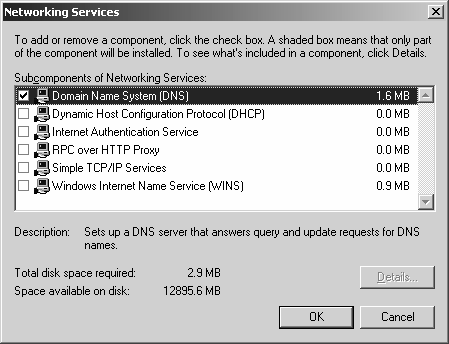 Networking Services
To add or remove a component, click the check box. A shaded box means that only part
of the component will be installed. To see what's included in a component, click Details.
Subcomponents of Networking Services:
Domain Name System (DNS) 1.6 MB
Dynamic Host Configuration Protocol (DHCP) 0.0 MB
Internet Authentication Service 0.0 MB
RPC over HTTP Proxy 0.0 MB
Simple TCP/IP Services 0.0 MB
Windows Internet Name Service (WINS) 0.9 MB
Description: Sets up a DNS server that answers query and update requests for DNS
names.
Total disk space required: 2.9 MB
Space available on disk: 12895.6 MB
Details...
OK Cancel